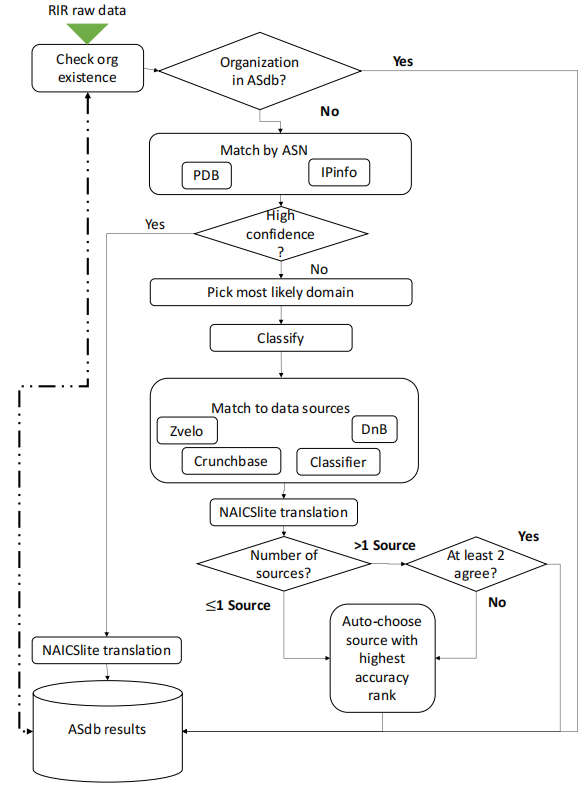 RIR raw data
Check org
existence
Organization
in ASdb?
Yes
No
Match by ASN
PDB
IPinfo
High
confidence
?
Yes
No
Pick most likely domain
Classify
Match to data sources
Zvelo
DnB
Crunchbase
Classifier
NAICSlite translation
Number of
sources?
>1 Source
At least 2
agree?
Yes
≤1 Source
No
Auto-choose
source with
highest
accuracy
rank
NAICSlite translation
ASdb results